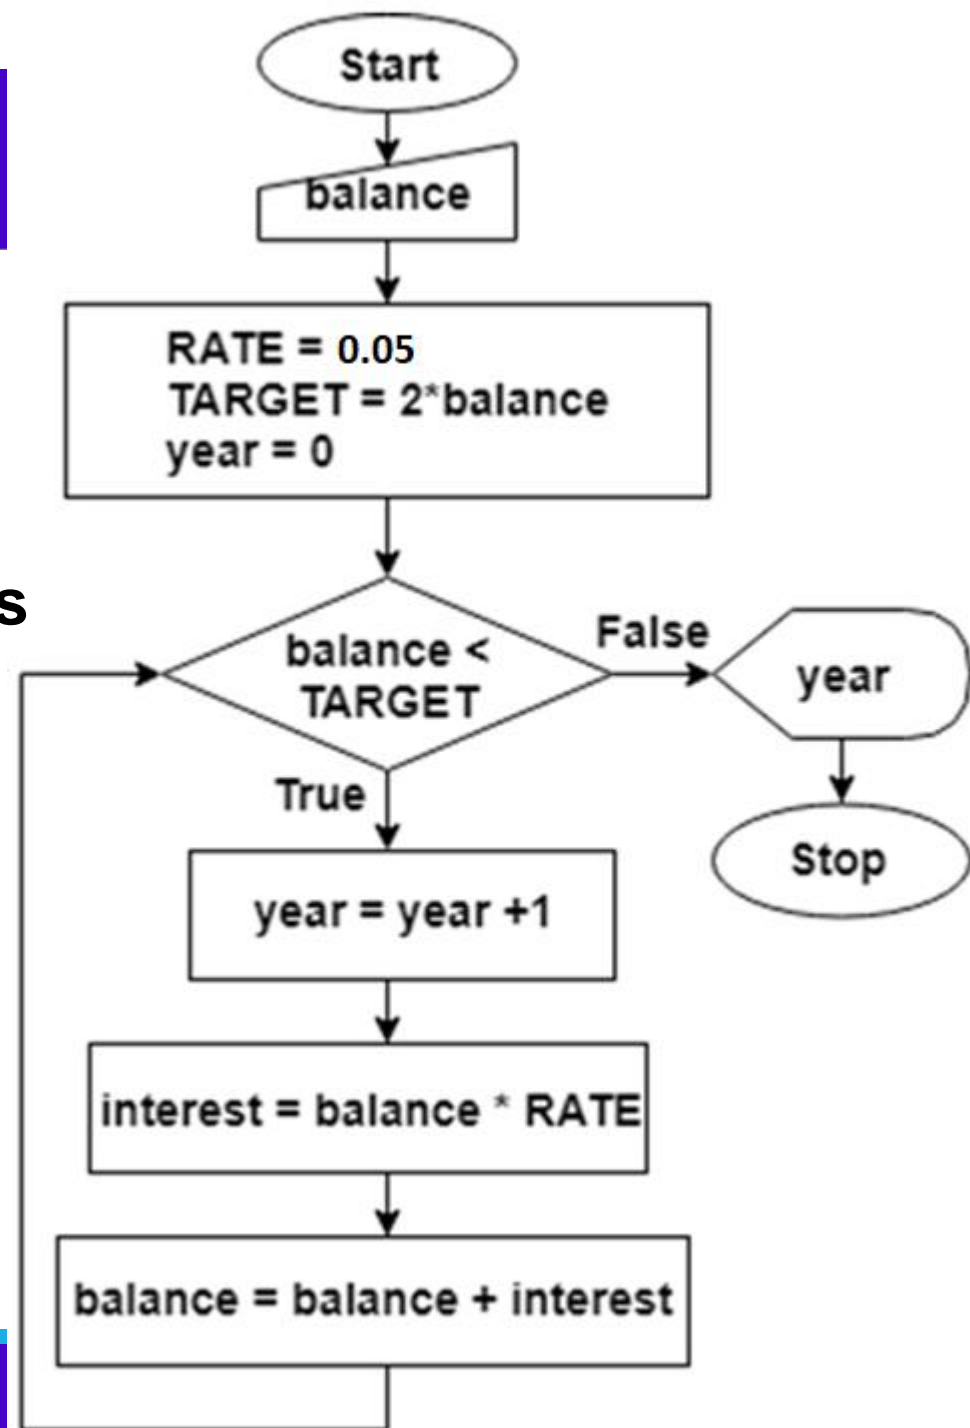 Start
balance
RATE = 0.05
TARGET = 2*balance
year = 0
s
balance <
TARGET
False
year
True
Stop
year = year +1
interest = balance * RATE
balance = balance + interest